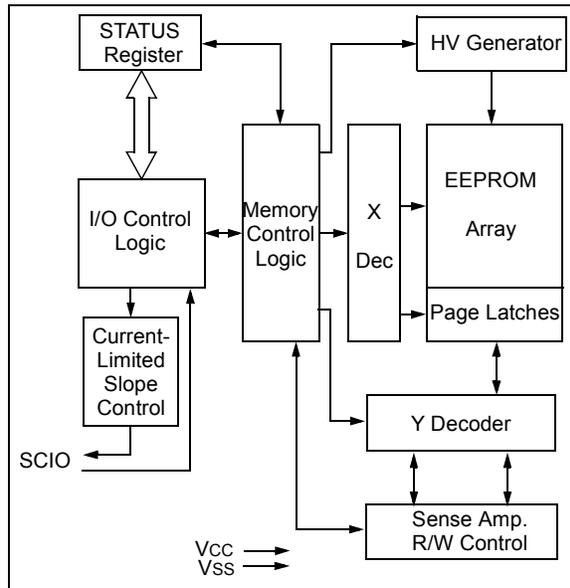 STATUS
Register
HV Generator
I/O Control
Logic
Memory
Control
Logic
X
Dec
EEPROM
Array
Page Latches
Current-
Limited
Slope
Control
Y Decoder
SCIO
Sense Amp.
R/W Control
VCC
VSS